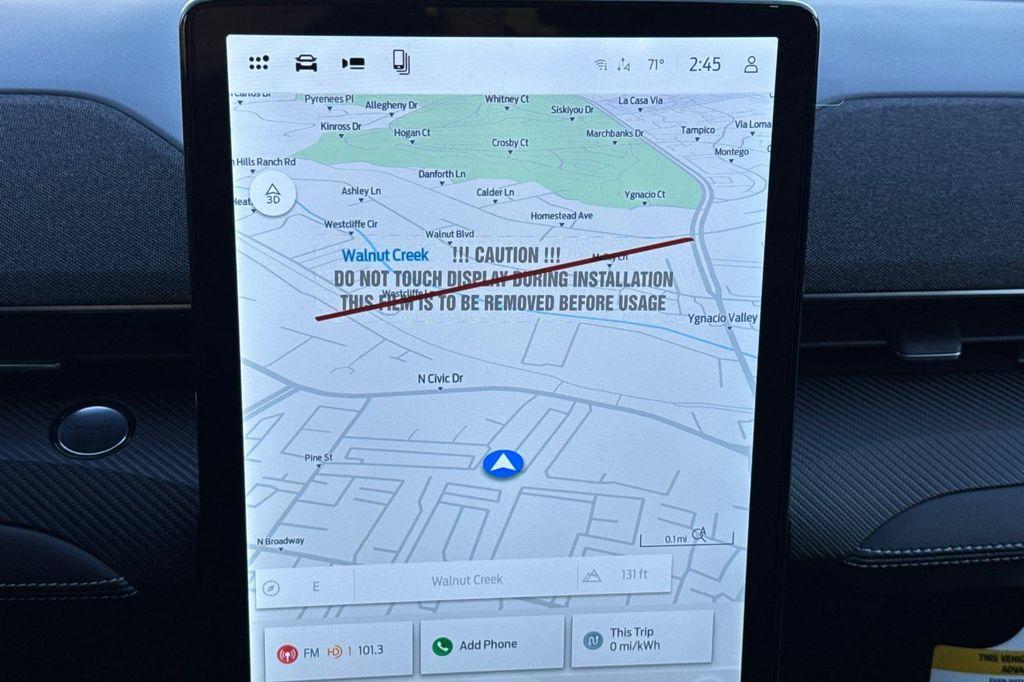 71° 2:45
Pyrenees Pl
Allegheny Dr
Whitney Ct
Siskiyou Dr
La Casa Via
Kinross Dr
Hogan Ct
Crosby Ct
Marchbanks Dr
Tampico
Via Loma
Montego
Hills Ranch Rd
Danforth Ln
3D
Ashley Ln
Calder Ln
Ygnacio Ct
Homestead Ave
Westcliffe Cir
Walnut Blvd
Walnut Creek
!!! CAUTION !!!
DO NOT TOUCH DISPLAY DURING INSTALLATION
THIS FILM IS TO BE REMOVED BEFORE USAGE
Ygnacio Valley
N Civic Dr
Pine St
N Broadway
0.1 mi
E Walnut Creek 131 ft
FM HD 1 101.3
Add Phone
This Trip
0 mi/kWh